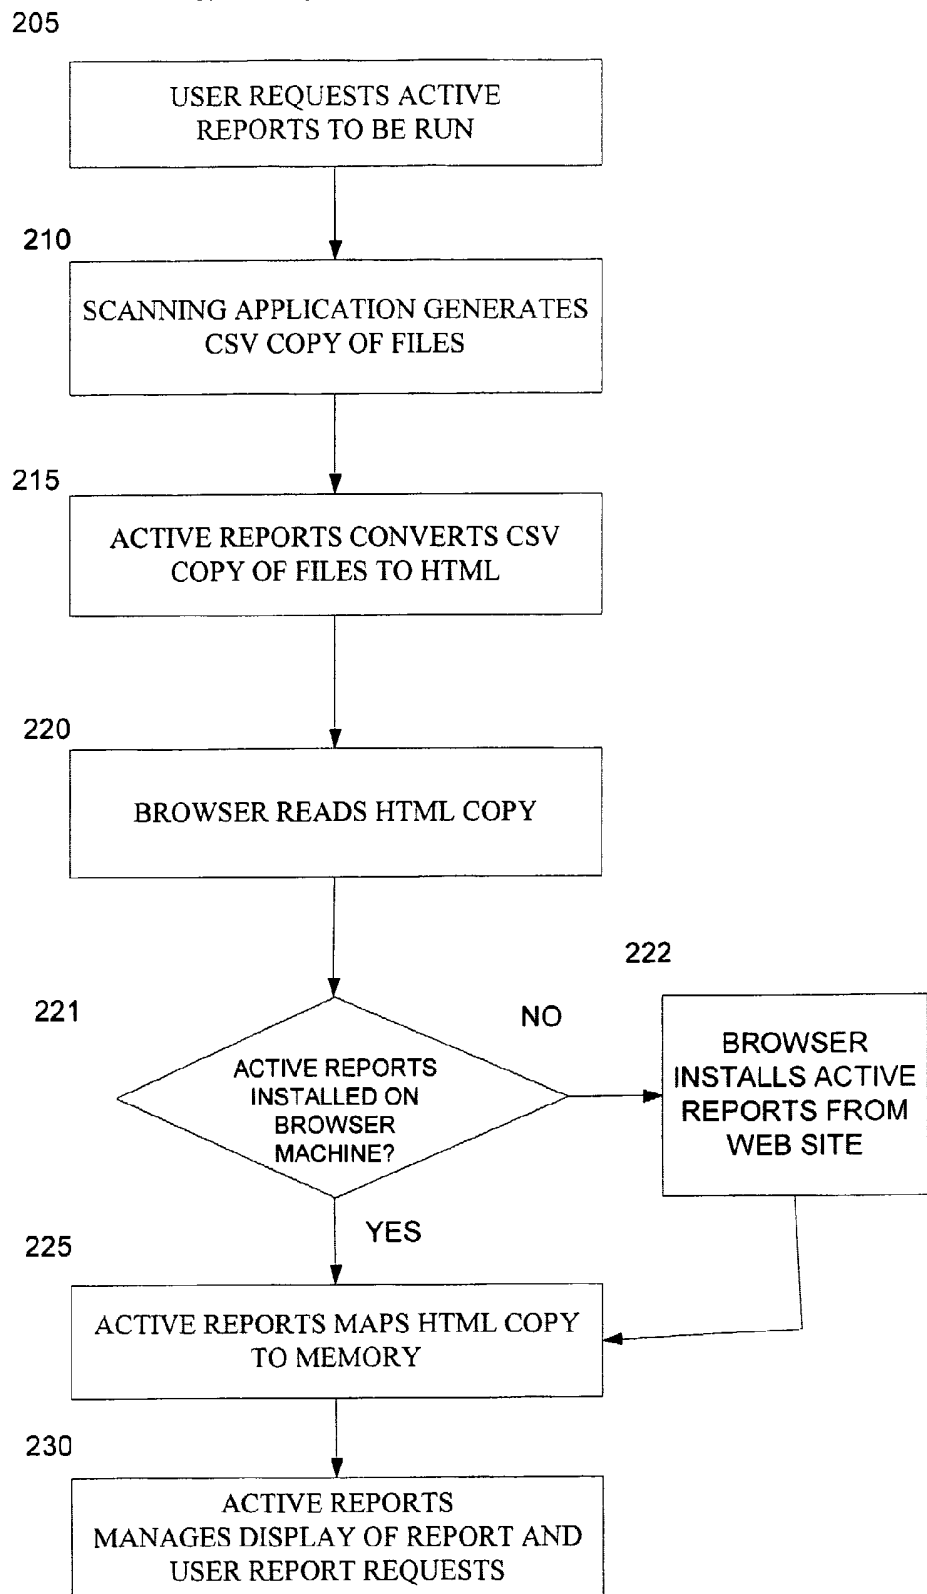 205
USER REQUESTS ACTIVE
REPORTS TO BE RUN
210
SCANNING APPLICATION GENERATES
CSV COPY OF FILES
215
ACTIVE REPORTS CONVERTS CSV
COPY OF FILES TO HTML
220
BROWSER READS HTML COPY
221
ACTIVE REPORTS
INSTALLED ON
BROWSER
MACHINE?
NO
222
BROWSER
INSTALLS ACTIVE
REPORTS FROM
WEB SITE
YES
225
ACTIVE REPORTS MAPS HTML COPY
TO MEMORY
230
ACTIVE REPORTS
MANAGES DISPLAY OF REPORT AND
USER REPORT REQUESTS